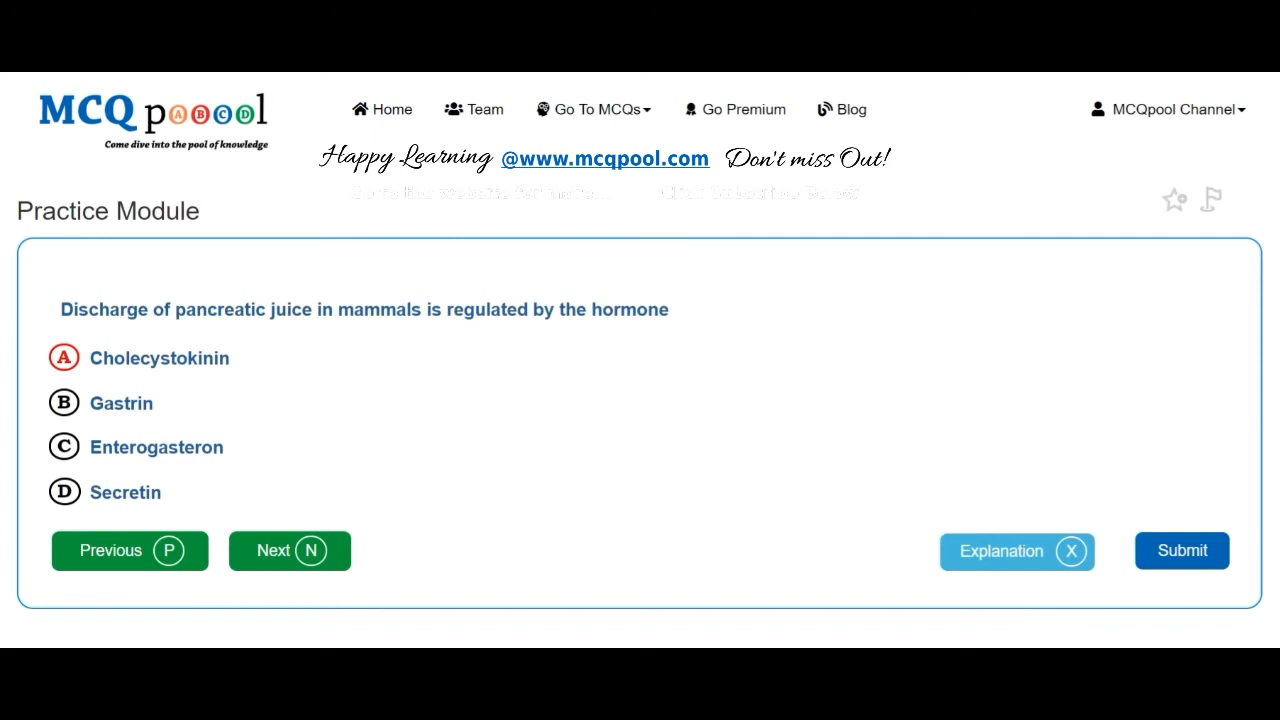 MCQ pooool
Come dive into the pool of knowledge
Home Team Go To MCQs Go Premium Blog MCQpool Channel
Happy Learning @www.mcqpool.com Don't miss Out!
Practice Module
Discharge of pancreatic juice in mammals is regulated by the hormone
A Cholecystokinin
B Gastrin
C Enterogasteron
D Secretin
Previous P Next N Explanation X Submit